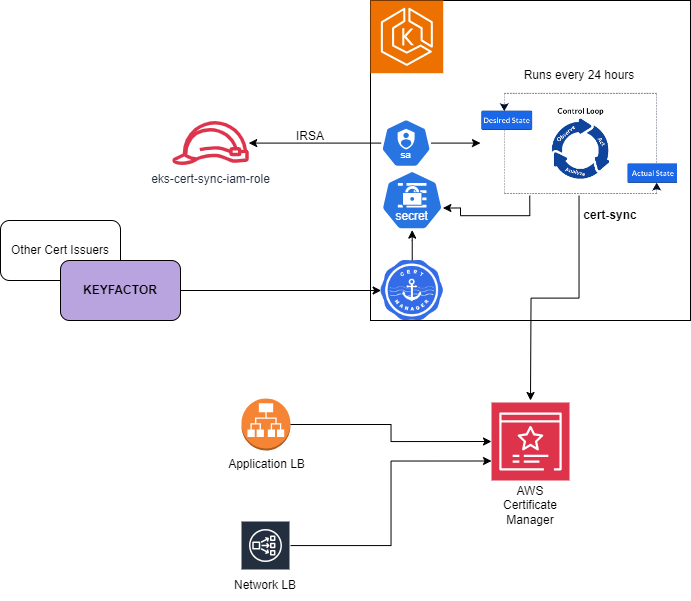 K
Runs every 24 hours
Control Loop
Desired State
Observe
Act
Analyze
Actual State
IRSA
sa
eks-cert-sync-iam-role
secret
cert-sync
Other Cert Issuers
KEYFACTOR
CERT
MANAGER
Application LB
AWS
Certificate
Manager
Network LB